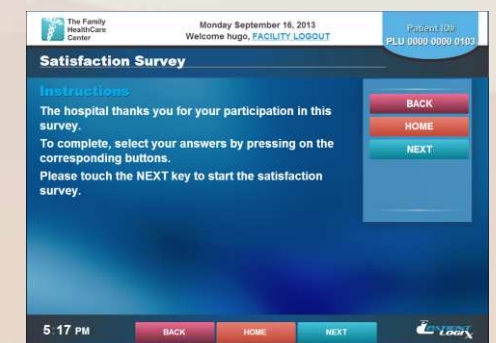 The Family
HealthCare
Center
Monday September 16, 2013
Welcome hugo, FACILITY LOGOUT
Patient ID#
PLU 0000 0000 0103
Satisfaction Survey
Instructions
The hospital thanks you for your participation in this
survey.
To complete, select your answers by pressing on the
corresponding buttons.
Please touch the NEXT key to start the satisfaction
survey.
BACK
HOME
NEXT
5:17 PM
BACK
HOME
NEXT